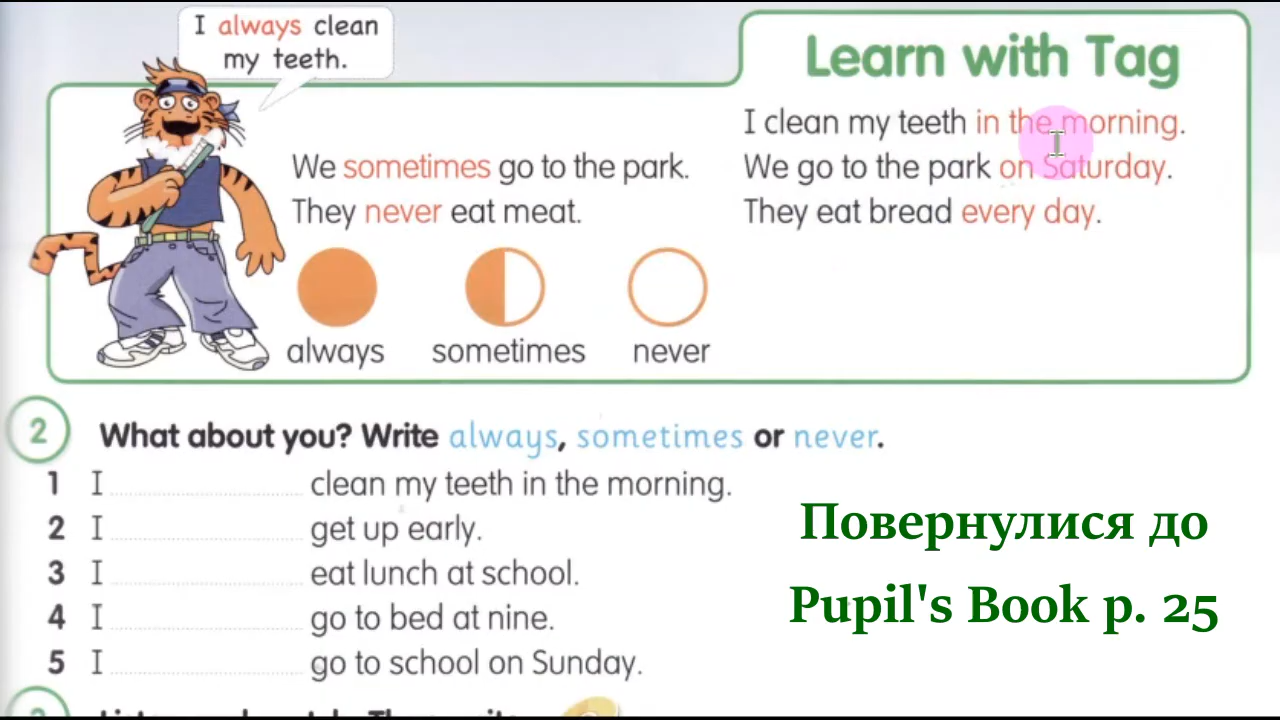 I always clean
my teeth.
Learn with Tag
We sometimes go to the park.
They never eat meat.
always sometimes never
I clean my teeth in the morning.
We go to the park on Saturday.
They eat bread every day.
2 What about you? Write always, sometimes or never.
1 I clean my teeth in the morning.
2 I get up early.
3 I eat lunch at school.
4 I go to bed at nine.
5 I go to school on Sunday.
Повернулися до
Pupil's Book p. 25